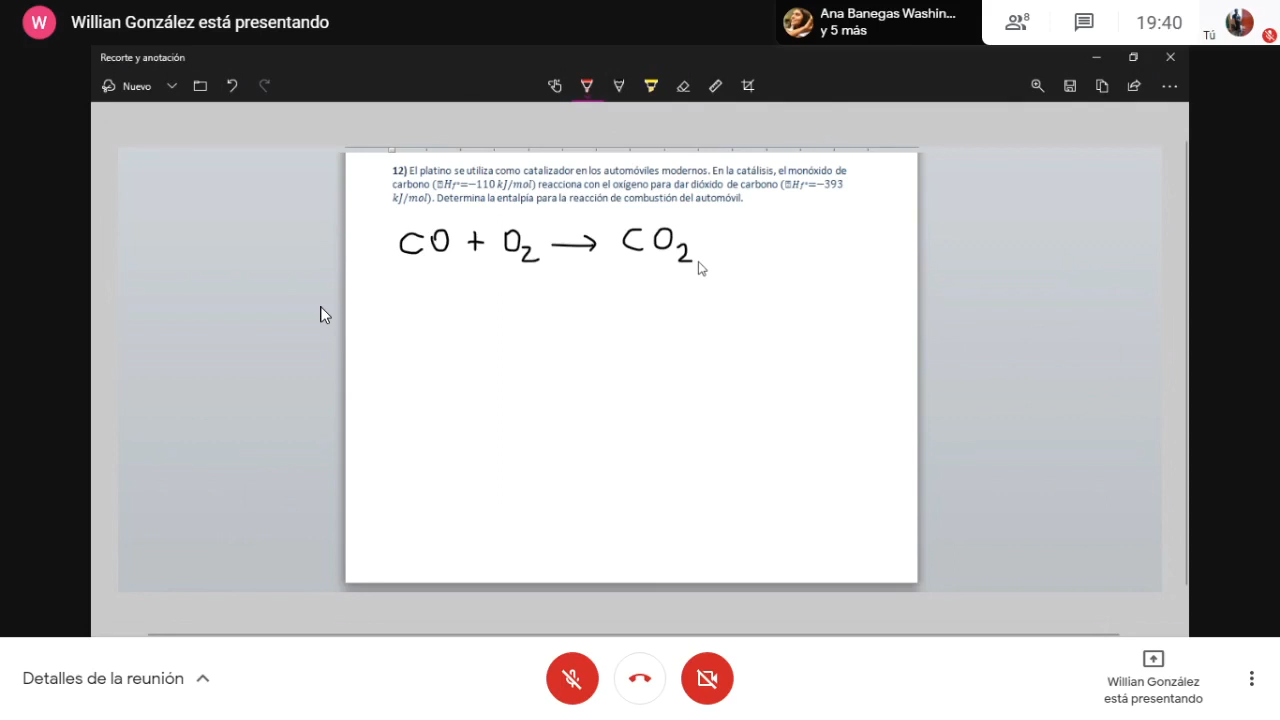 W Willian González está presentando
Ana Banegas Washin...
y 5 más
8
19:40
Tú
Recorte y anotación
Nuevo
12) El platino se utiliza como catalizador en los automóviles modernos. En la catálisis, el monóxido de
carbono (⍰Hf°=−110 kJ/mol) reacciona con el oxígeno para dar dióxido de carbono (⍰Hf°=−393
kJ/mol). Determina la entalpía para la reacción de combustión del automóvil.
CO + O₂ → CO₂
Detalles de la reunión
Willian González
está presentando